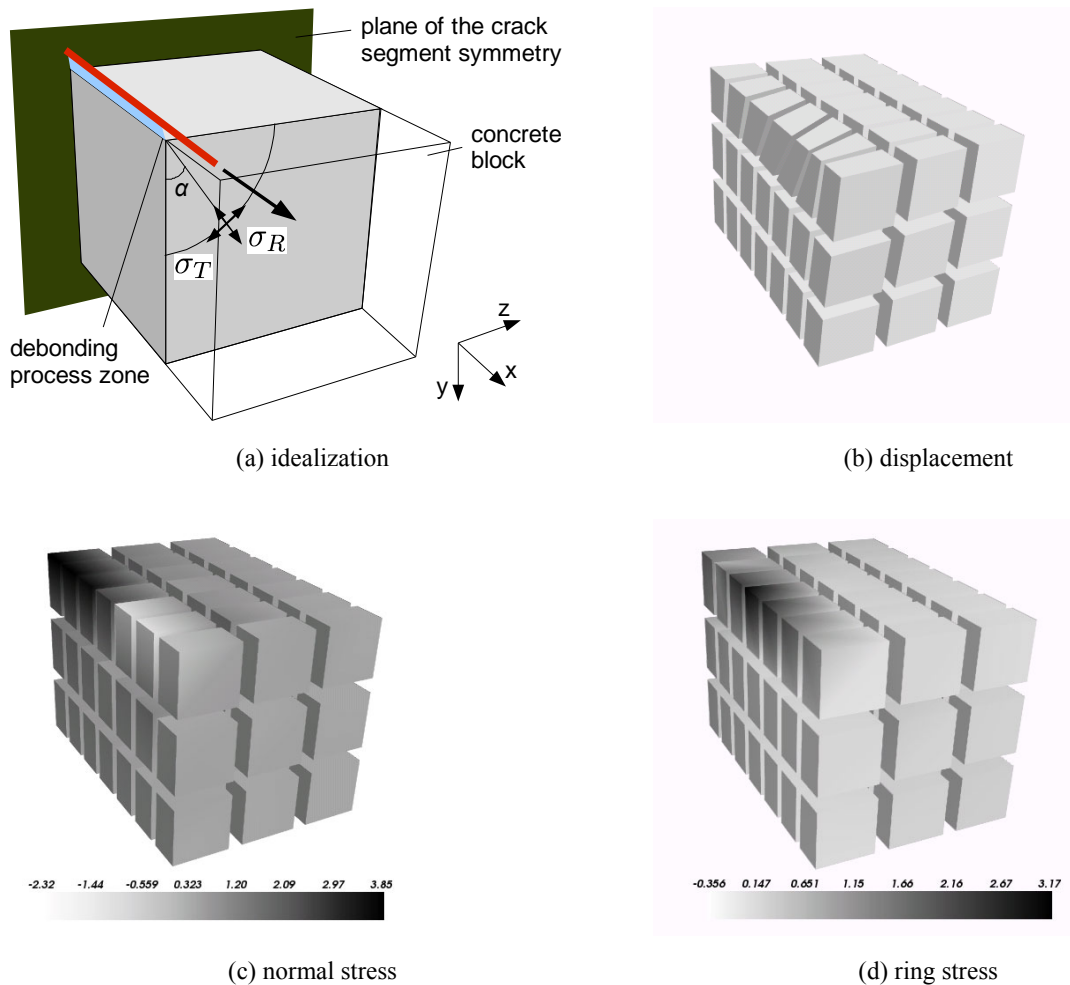 plane of the crack
segment symmetry
concrete
block
α
σ_R
σ_T
z
x
y
debonding
process zone
(a) idealization
(b) displacement
-2.32 -1.44 -0.559 0.323 1.20 2.09 2.97 3.85
-0.356 0.147 0.651 1.15 1.66 2.16 2.67 3.17
(c) normal stress
(d) ring stress